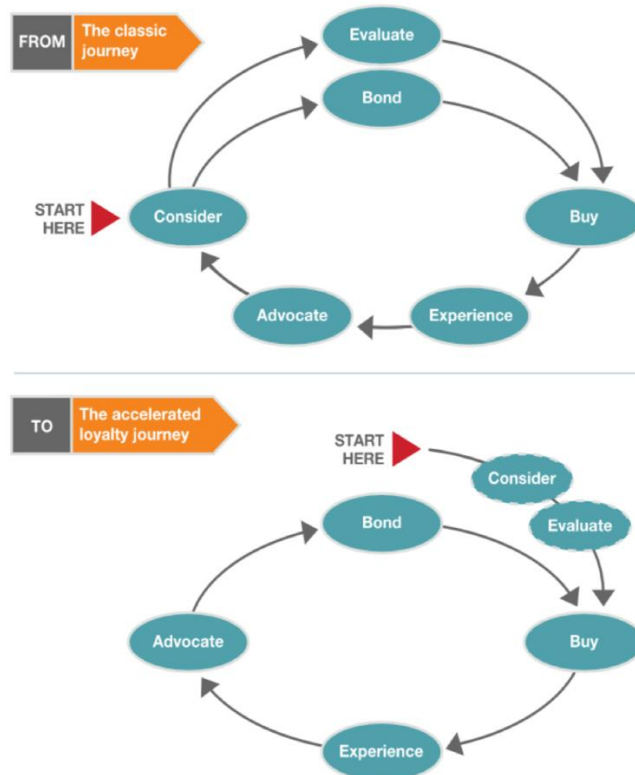 FROM
The classic
journey
Evaluate
Bond
START
HERE
Consider
Buy
Advocate
Experience
TO
The accelerated
loyalty journey
START
HERE
Consider
Evaluate
Bond
Advocate
Buy
Experience